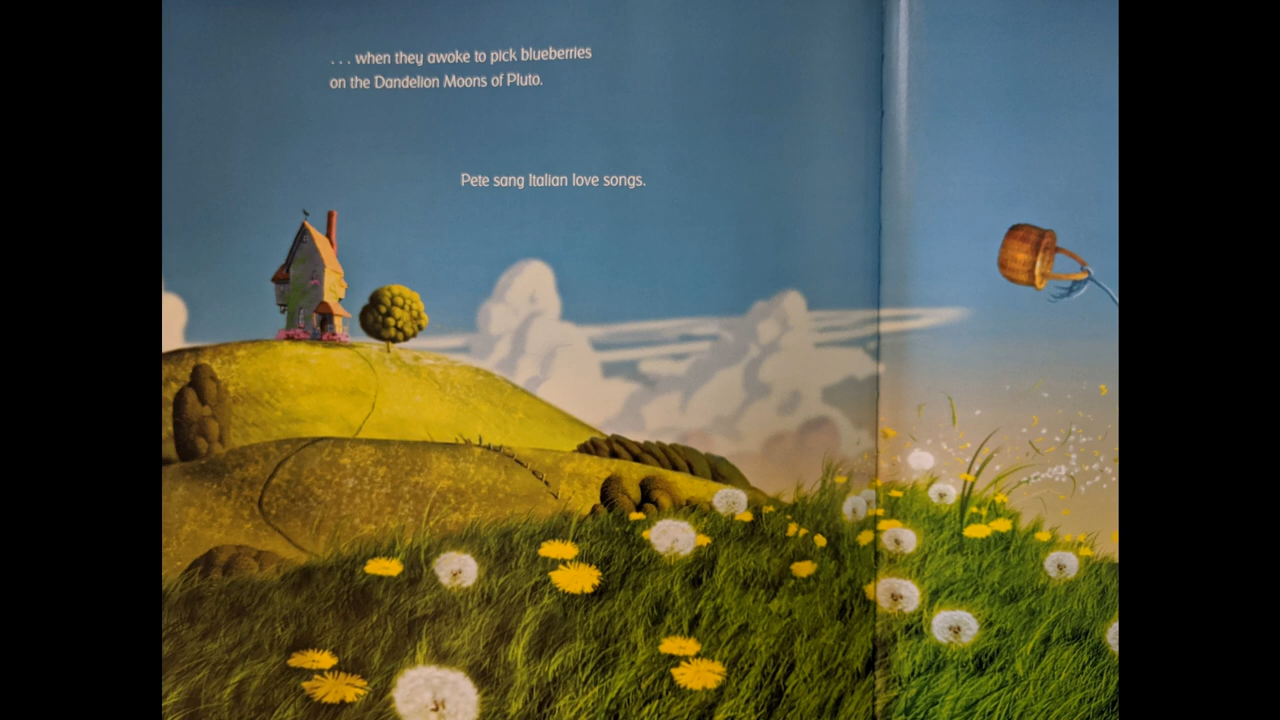 . . . when they awoke to pick blueberries
on the Dandelion Moons of Pluto.
Pete sang Italian love songs.